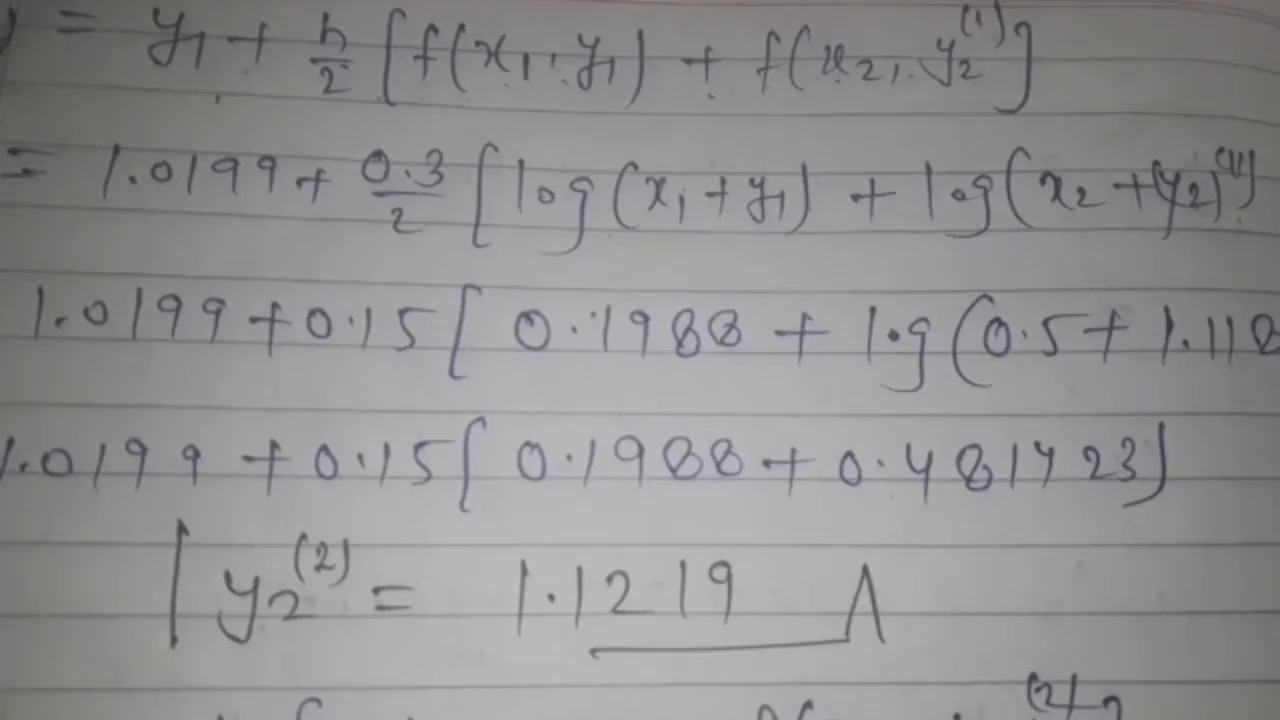 = y₁ + h/2 [f(x₁, y₁) + f(x₂, y₂⁽¹⁾]
= 1.0199 + 0.3/2 [log(x₁ + y₁) + log(x₂ + (y₂)⁽¹⁾)
1.0199 + 0.15 [0.1988 + log(0.5 + 1.118
1.0199 + 0.15 [0.1988 + 0.481423]
y₂⁽²⁾ = 1.1219